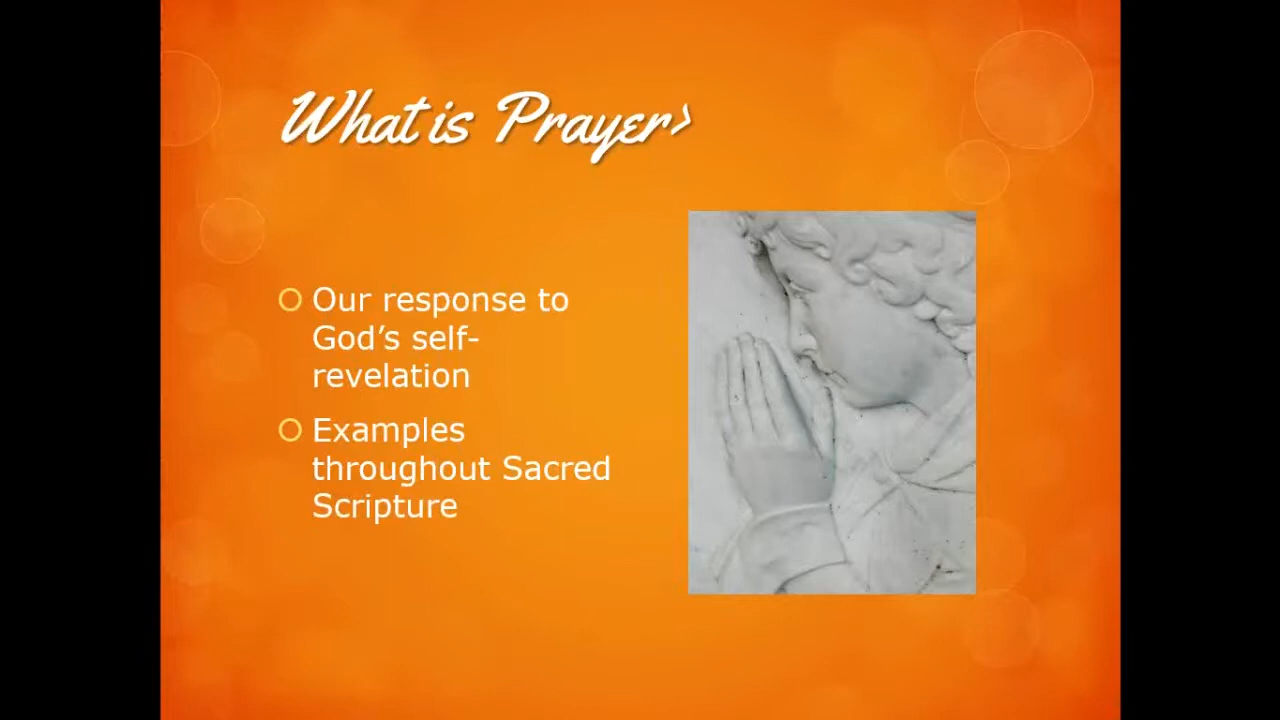 What is Prayer?
Our response to
God’s self-
revelation
Examples
throughout Sacred
Scripture